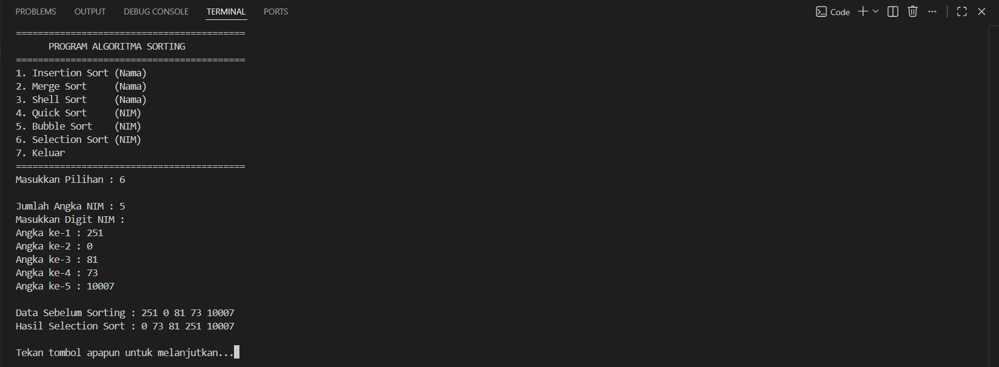 PROBLEMS OUTPUT DEBUG CONSOLE TERMINAL PORTS Code
==========================================
      PROGRAM ALGORITMA SORTING
==========================================
1. Insertion Sort (Nama)
2. Merge Sort     (Nama)
3. Shell Sort     (Nama)
4. Quick Sort     (NIM)
5. Bubble Sort    (NIM)
6. Selection Sort (NIM)
7. Keluar
==========================================
Masukkan Pilihan : 6
Jumlah Angka NIM : 5
Masukkan Digit NIM :
Angka ke-1 : 251
Angka ke-2 : 0
Angka ke-3 : 81
Angka ke-4 : 73
Angka ke-5 : 10007
Data Sebelum Sorting : 251 0 81 73 10007
Hasil Selection Sort : 0 73 81 251 10007
Tekan tombol apapun untuk melanjutkan...